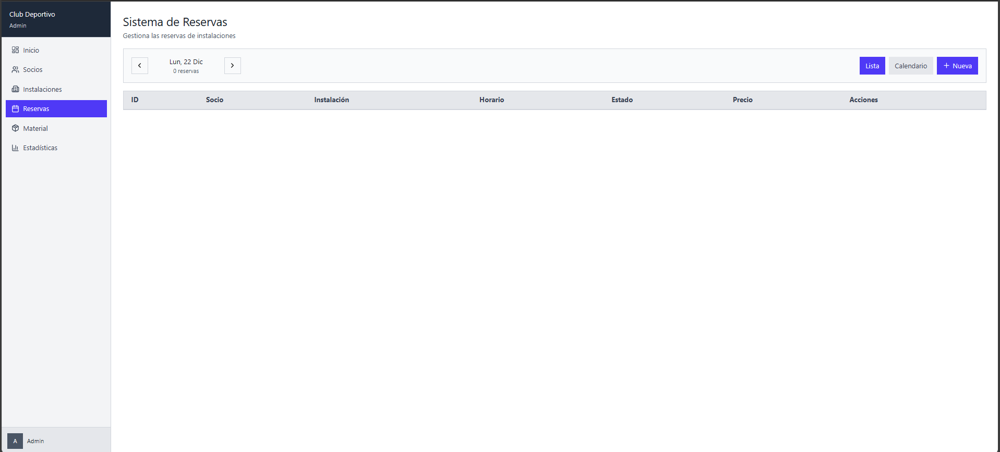 Club Deportivo
Admin
Inicio
Socios
Instalaciones
Reservas
Material
Estadísticas
A Admin
Sistema de Reservas
Gestiona las reservas de instalaciones
Lun, 22 Dic
0 reservas
Lista Calendario + Nueva
ID Socio Instalación Horario Estado Precio Acciones